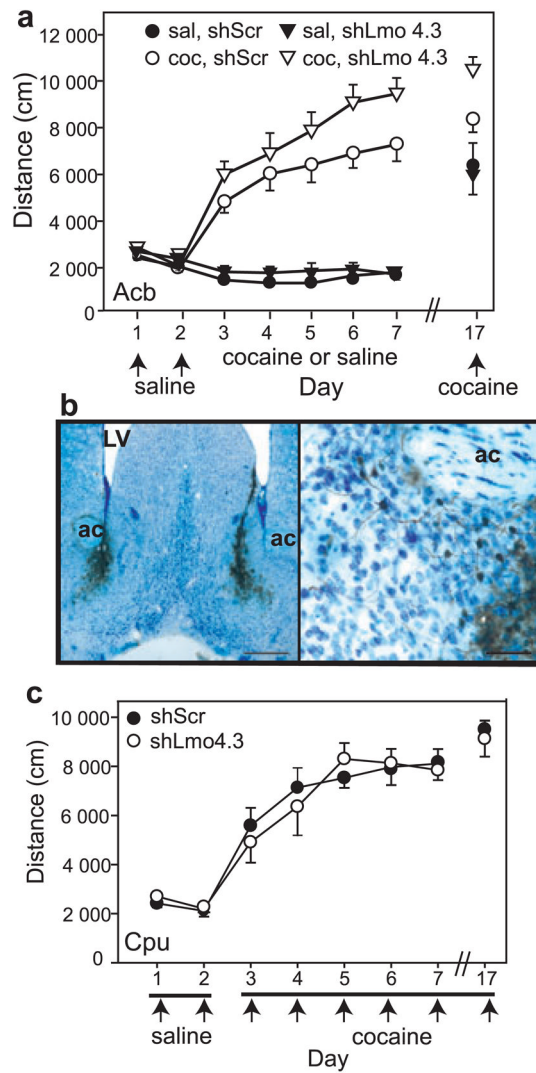 a
sal, shScr
sal, shLmo 4.3
coc, shScr
coc, shLmo 4.3
Distance (cm)
12 000
10 000
8 000
6 000
4 000
2 000
0
Acb
1 2 3 4 5 6 7 17
cocaine or saline
saline
Day
cocaine
b
LV
ac
ac
ac
c
shScr
shLmo4.3
Distance (cm)
10 000
8 000
6 000
4 000
2 000
0
Cpu
1 2 3 4 5 6 7 17
saline
cocaine
Day